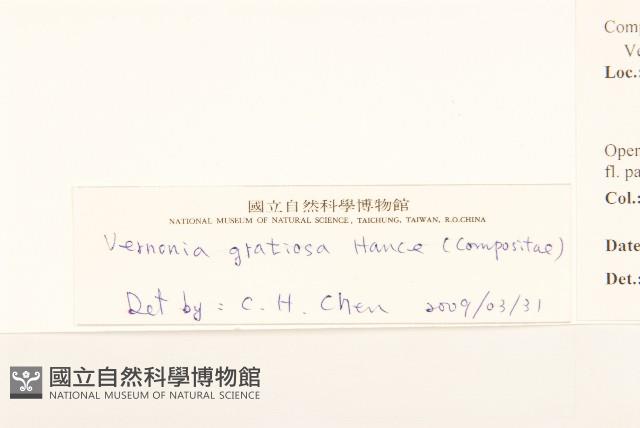 國立自然科學博物館
NATIONAL MUSEUM OF NATURAL SCIENCE, TAICHUNG, TAIWAN, R.O.CHINA
Vernonia gratiosa Hance (Compositae)
Det by : C. H. Chen 2009/03/31
Comp
Ve
Loc.:
Open
fl. pa
Col.:
Date
Det.:
國立自然科學博物館
NATIONAL MUSEUM OF NATURAL SCIENCE